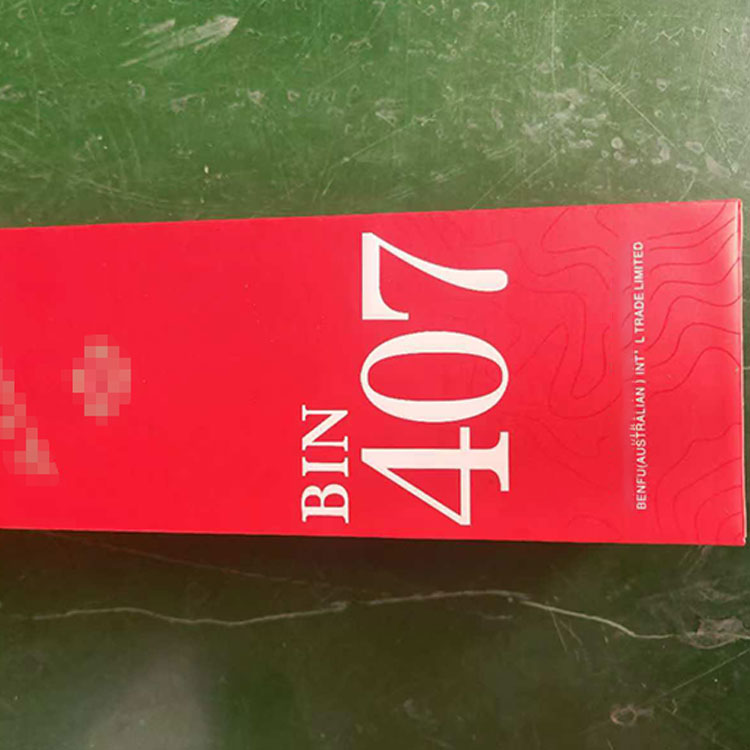 BIN
407
BENFU(AUSTRALIAN ) INT' L TRADE LIMITED